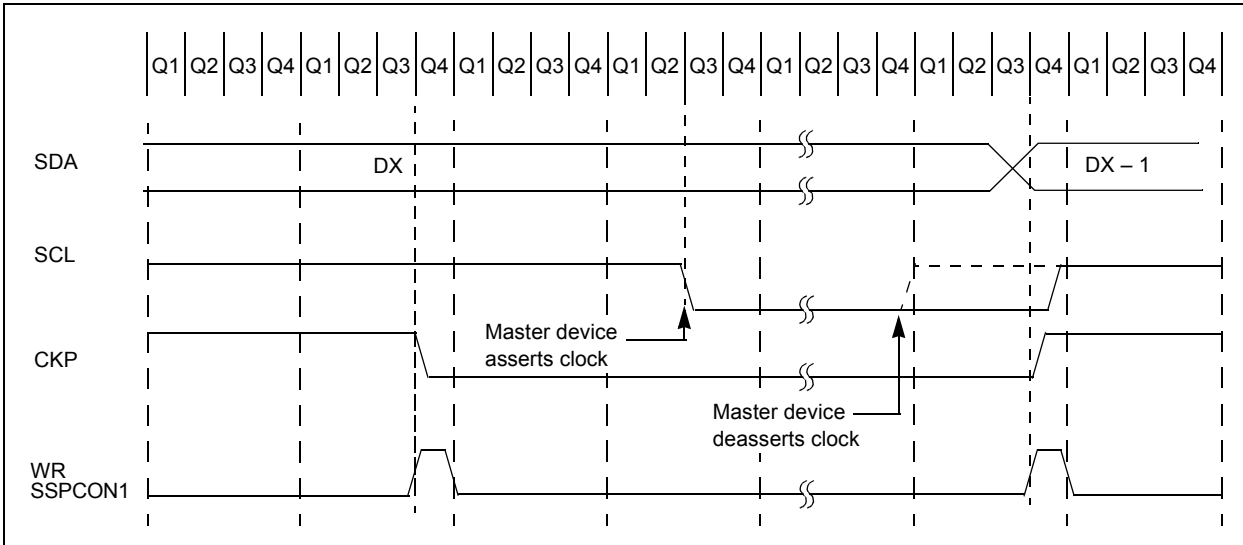 Q1 Q2 Q3 Q4 Q1 Q2 Q3 Q4 Q1 Q2 Q3 Q4 Q1 Q2 Q3 Q4 Q1 Q2 Q3 Q4 Q1 Q2 Q3 Q4 Q1 Q2 Q3 Q4
SDA
DX
DX – 1
SCL
Master device
asserts clock
CKP
Master device
deasserts clock
WR
SSPCON1